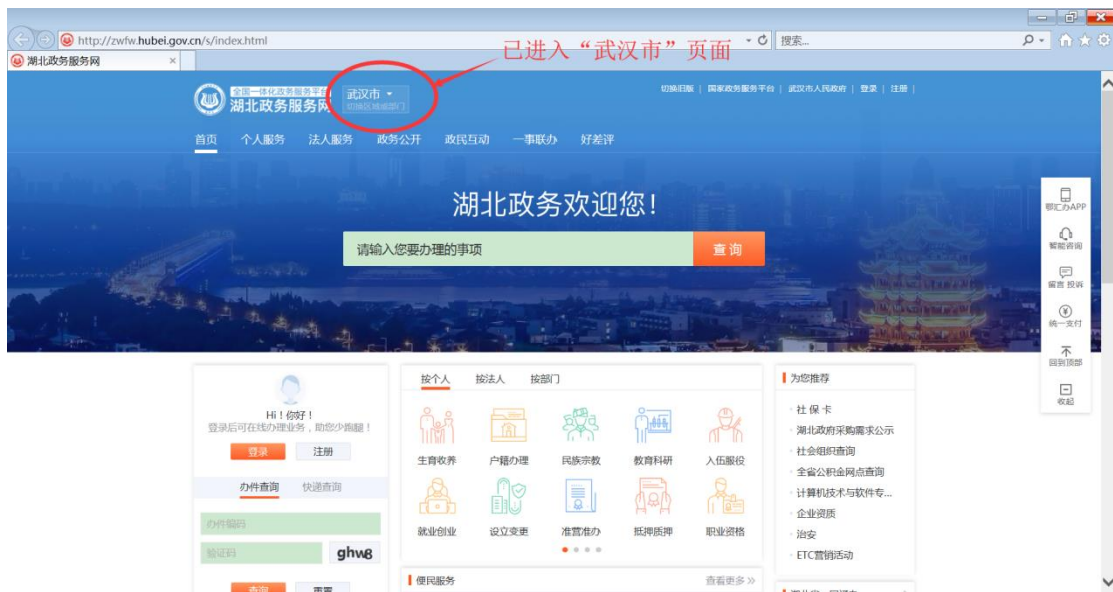 http://zwfw.hubei.gov.cn/s/index.html
搜索...
湖北政务服务网
已进入“武汉市”页面
全国一体化政务服务平台
湖北政务服务网
武汉市
切换区域或部门
切换旧版 | 国家政务服务平台 | 武汉市人民政府 | 登录 | 注册 |
首页 个人服务 法人服务 政务公开 政民互动 一事联办 好差评
湖北政务欢迎您!
请输入您要办理的事项
查询
鄂汇办APP
智能咨询
留言 投诉
统一支付
回到顶部
收起
Hi！你好！
登录后可在线办理业务，助您少跑腿！
登录 注册
办件查询 快递查询
办件编码
验证码
ghw8
查询 重置
按个人 按法人 按部门
生育收养 户籍办理 民族宗教 教育科研 入伍服役
就业创业 设立变更 准营准办 抵押质押 职业资格
便民服务
查看更多
为您推荐
社 保 卡
湖北政府采购需求公示
社会组织查询
全省公积金网点查询
计算机技术与软件专...
企业资质
治安
ETC营销活动